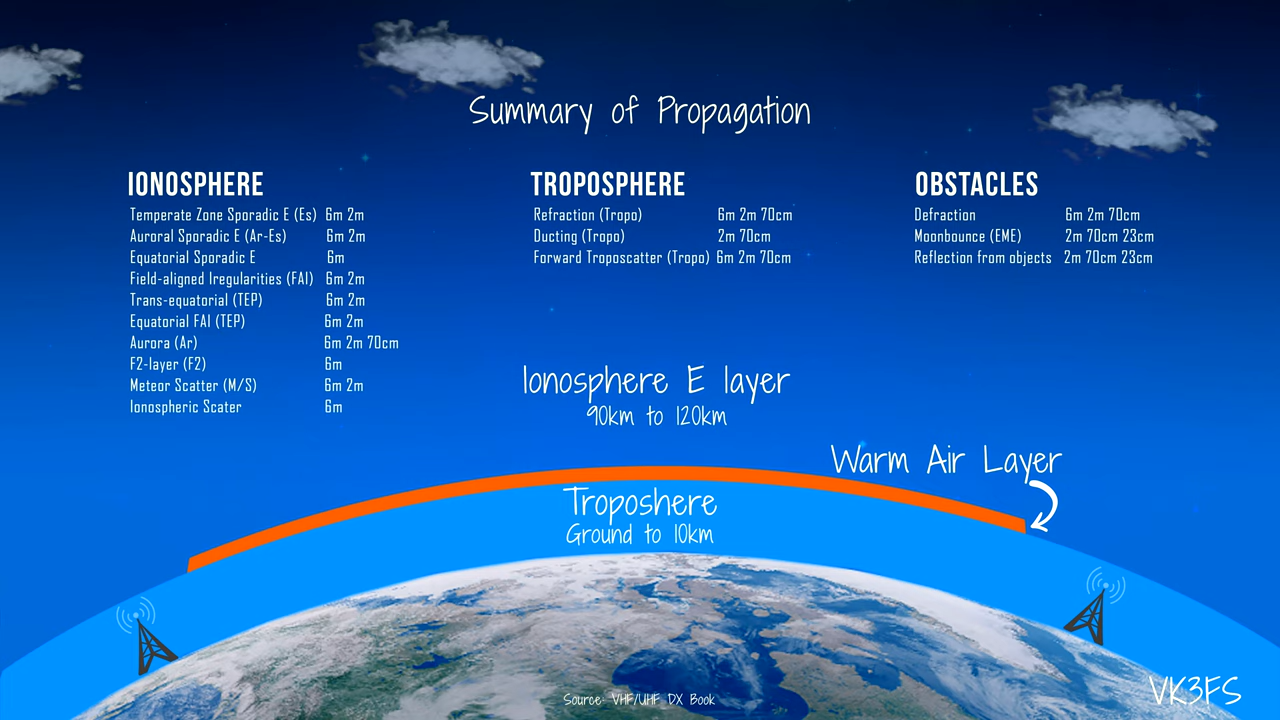 Summary of Propagation
IONOSPHERE
Temperate Zone Sporadic E (Es) 6m 2m
Auroral Sporadic E (Ar-Es) 6m 2m
Equatorial Sporadic E 6m
Field-aligned Iregularities (FAI) 6m 2m
Trans-equatorial (TEP) 6m 2m
Equatorial FAI (TEP) 6m 2m
Aurora (Ar) 6m 2m 70cm
F2-layer (F2) 6m
Meteor Scatter (M/S) 6m 2m
Ionospheric Scater 6m
TROPOSPHERE
Refraction (Tropo) 6m 2m 70cm
Ducting (Tropo) 2m 70cm
Forward Troposcatter (Tropo) 6m 2m 70cm
OBSTACLES
Defraction 6m 2m 70cm
Moonbounce (EME) 2m 70cm 23cm
Reflection from objects 2m 70cm 23cm
Ionosphere E layer
90km to 120km
Warm Air Layer
Troposhere
Ground to 10km
Source: VHF/UHF DX Book
VK3FS